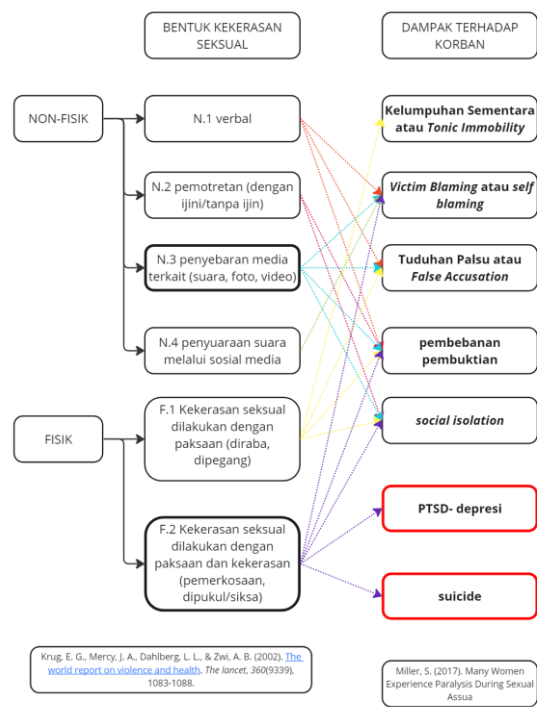 BENTUK KEKERASAN
SEKSUAL
DAMPAK TERHADAP
KORBAN
NON-FISIK
N.1 verbal
N.2 pemotretan (dengan
ijini/tanpa ijin)
N.3 penyebaran media
terkait (suara, foto, video)
N.4 penyuaraan suara
melalui sosial media
FISIK
F.1 Kekerasan seksual
dilakukan dengan
paksaan (diraba,
dipegang)
F.2 Kekerasan seksual
dilakukan dengan
paksaan dan kekerasan
(pemerkosaan,
dipukul/siksa)
Kelumpuhan Sementara
atau Tonic Immobility
Victim Blaming atau self
blaming
Tuduhan Palsu atau
False Accusation
pembebanan
pembuktian
social isolation
PTSD- depresi
suicide
Krug, E. G., Mercy, J. A., Dahlberg, L. L., & Zwi, A. B. (2002). The
world report on violence and health. The lancet, 360(9339),
1083-1088.
Miller, S. (2017). Many Women
Experience Paralysis During Sexual
Assua